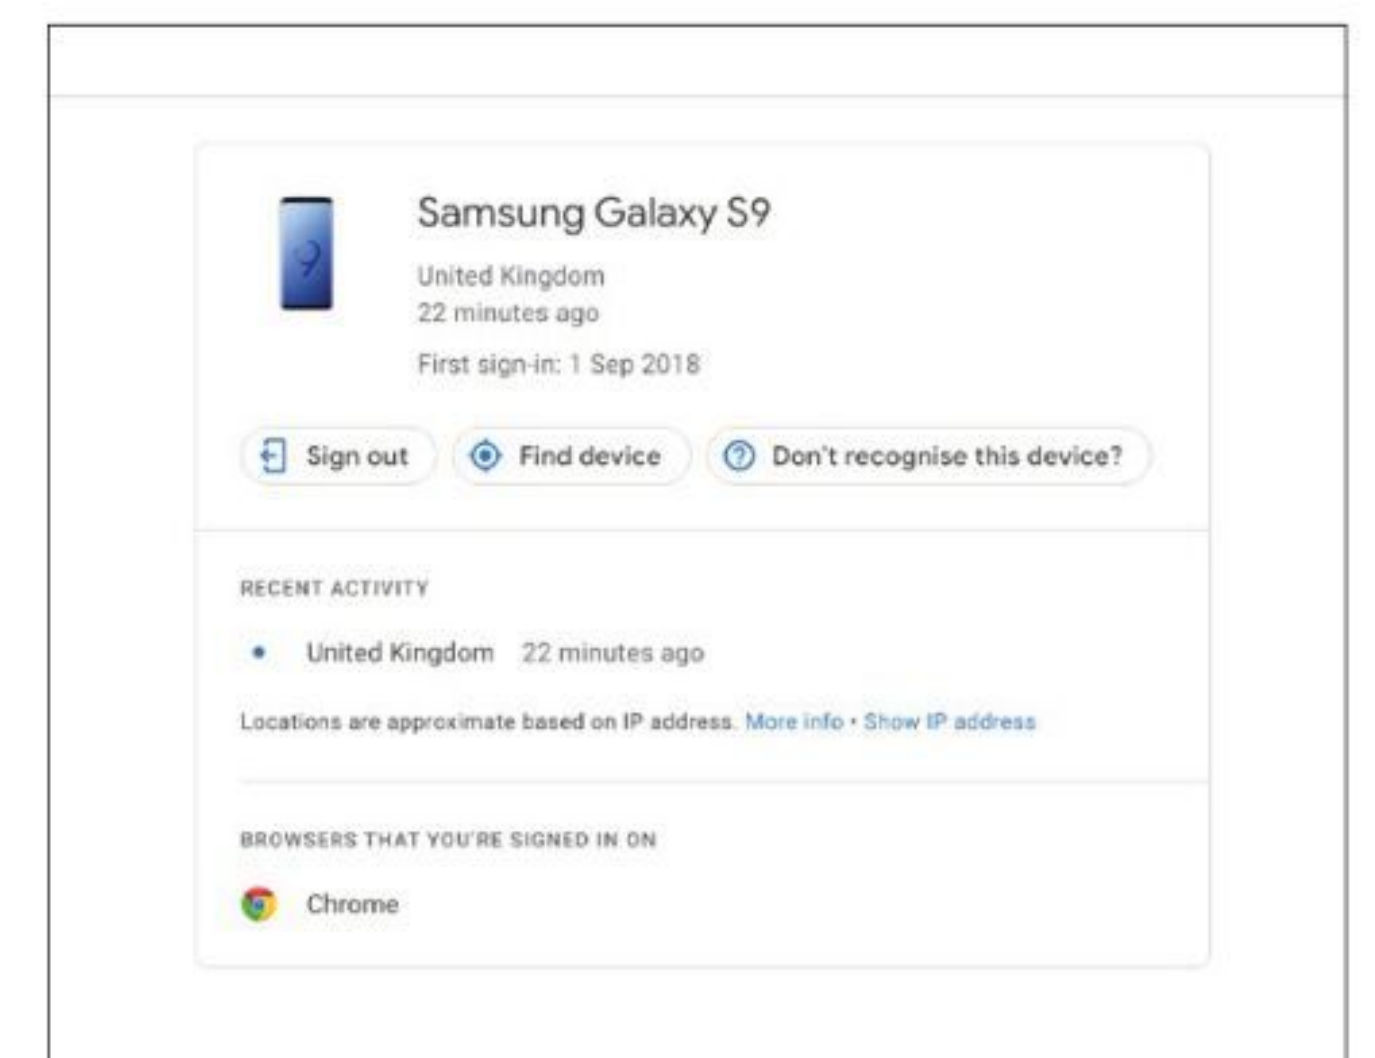 Samsung Galaxy S9
United Kingdom
22 minutes ago
First sign-in: 1 Sep 2018
Sign out
Find device
Don't recognise this device?
RECENT ACTIVITY
United Kingdom 22 minutes ago
Locations are approximate based on IP address. More info • Show IP address
BROWSERS THAT YOU'RE SIGNED IN ON
Chrome